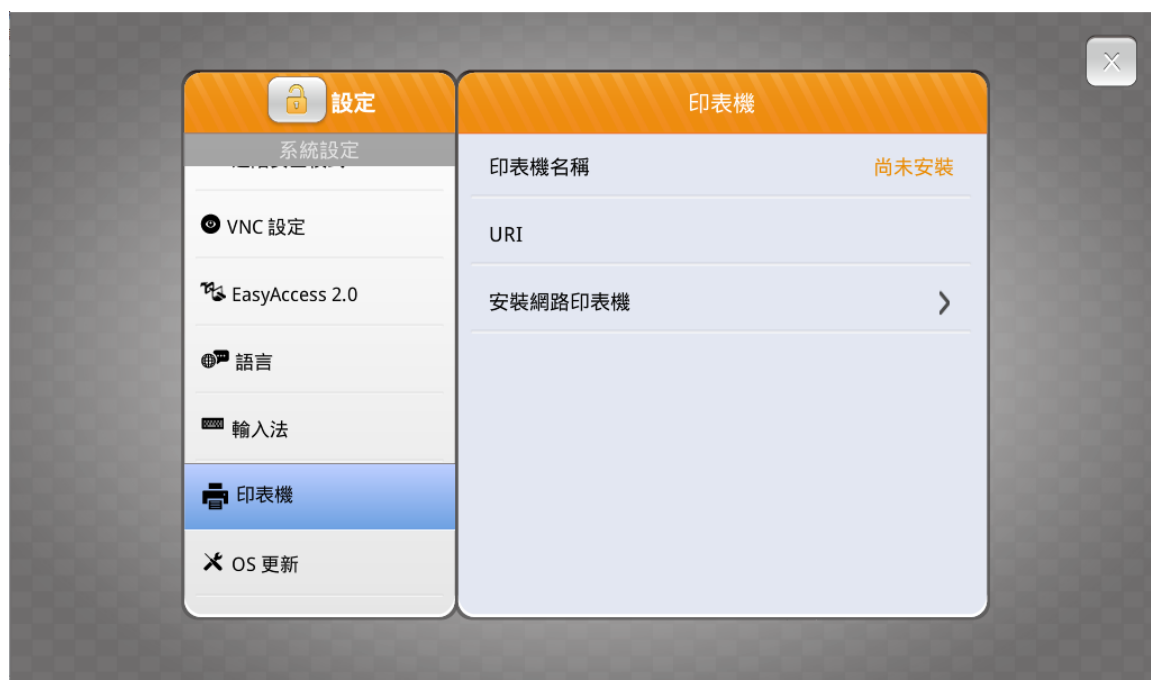 設定
系統設定
VNC 設定
EasyAccess 2.0
語言
輸入法
印表機
OS 更新
印表機
印表機名稱
尚未安裝
URI
安裝網路印表機